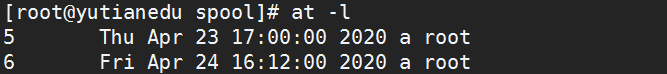 [root@yutianedu spool]# at -l
5       Thu Apr 23 17:00:00 2020 a root
6       Fri Apr 24 16:12:00 2020 a root